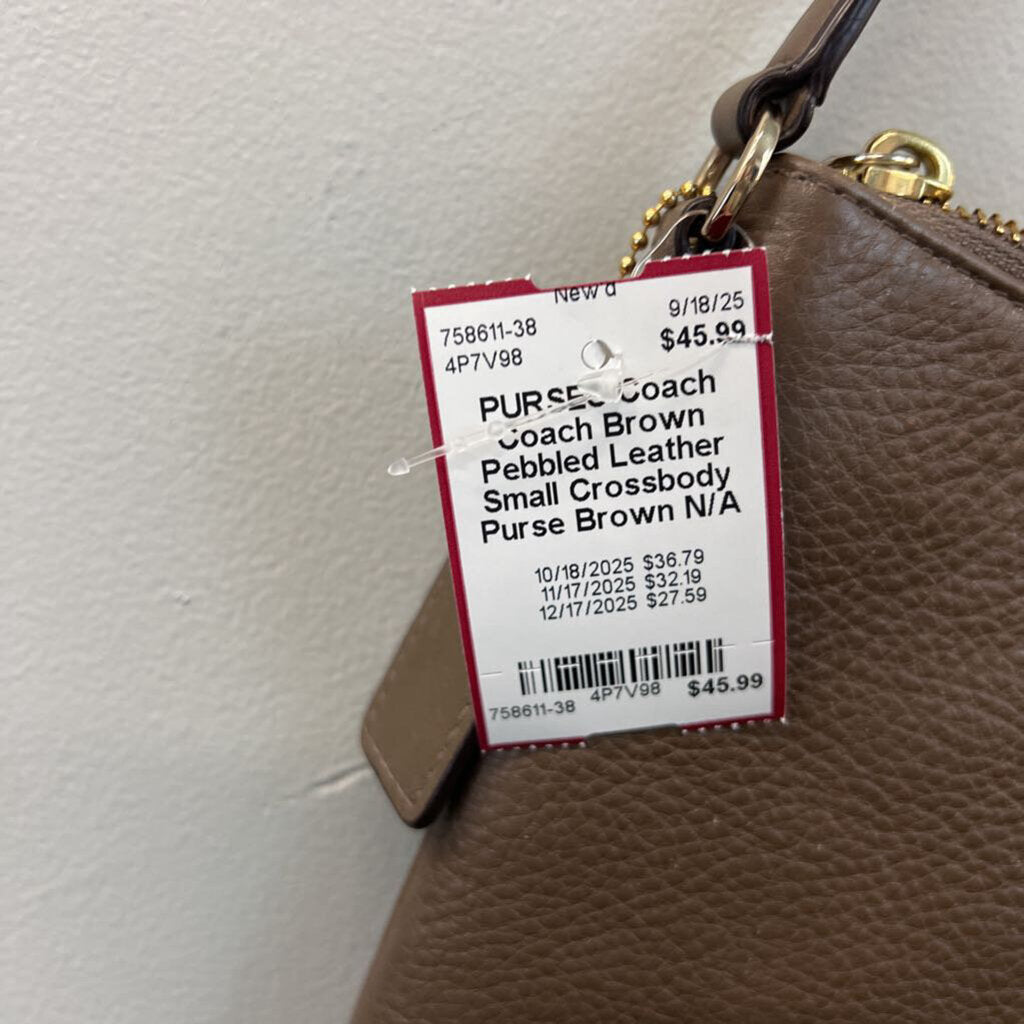 New'd
9/18/25
758611-38
$45.99
4P7V98
PURSES Coach
Coach Brown
Pebbled Leather
Small Crossbody
Purse Brown N/A
10/18/2025 $36.79
11/17/2025 $32.19
12/17/2025 $27.59
4P7V98 $45.99
758611-38